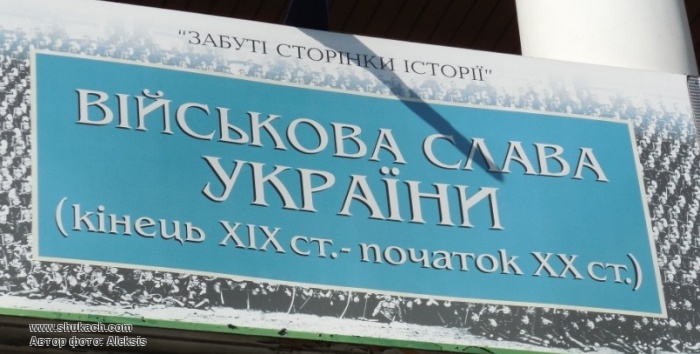 "ЗАБУТІ СТОРІНКИ ІСТОРІЇ"
ВІЙСЬКОВА СЛАВА
УКРАЇНИ
(кінець XIX ст.- початок XX ст.)
www.shukach.com
Автор фото: Aleksis